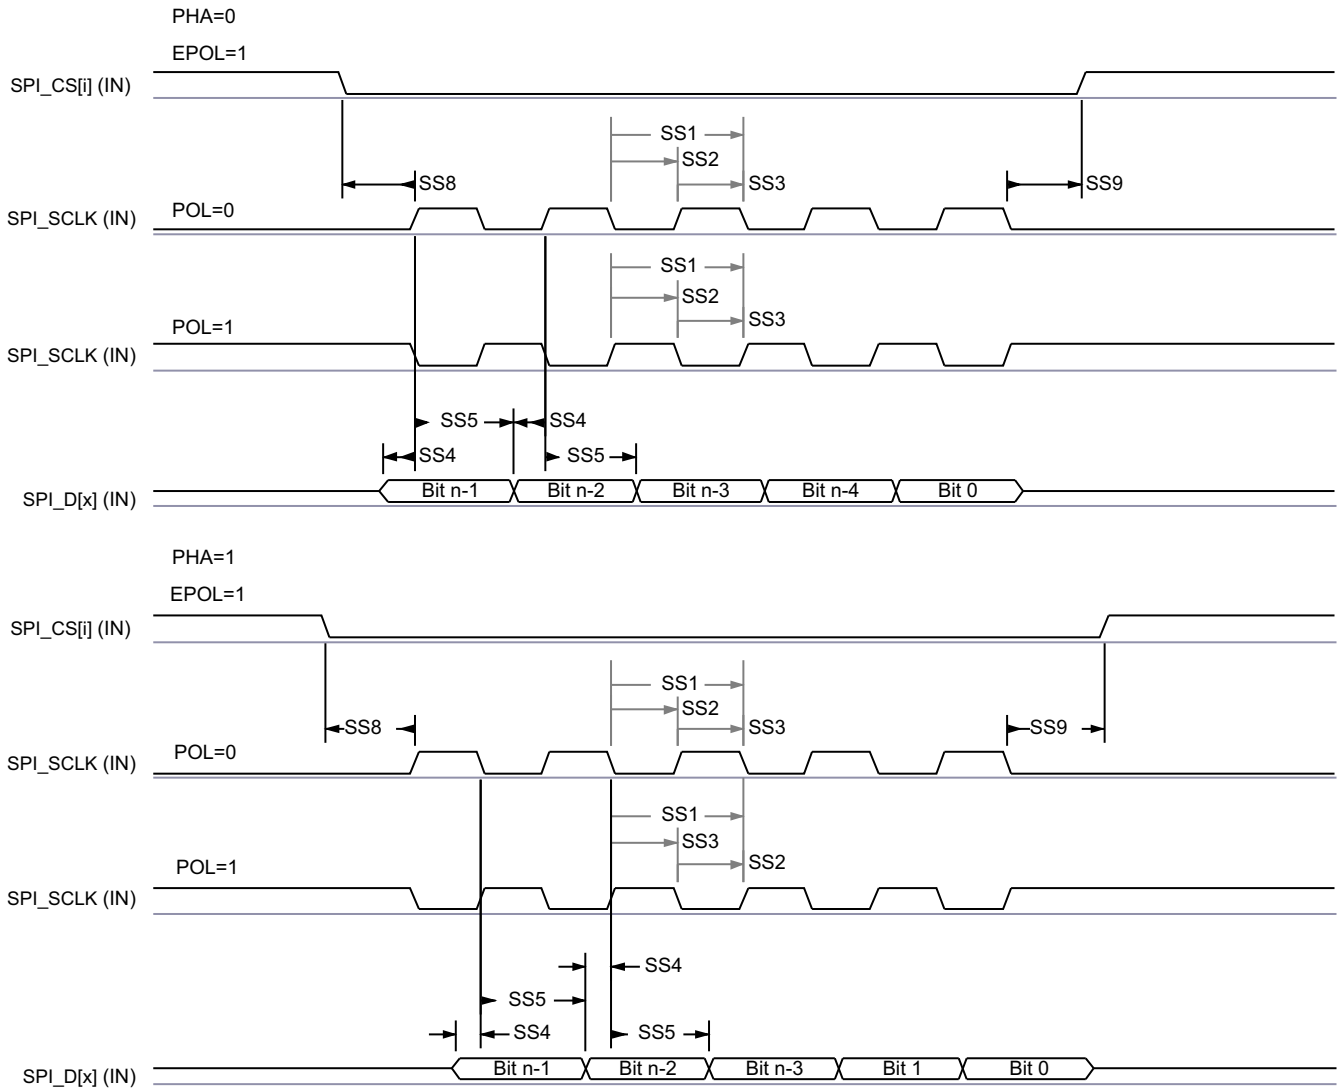 PHA=0
EPOL=1
SPI_CS[i] (IN)
SS1
SS2
SS8
SS3
SS9
POL=0
SPI_SCLK (IN)
SS1
SS2
SS3
POL=1
SPI_SCLK (IN)
SS5
SS4
SS4
SS5
SPI_D[x] (IN)
Bit n-1
Bit n-2
Bit n-3
Bit n-4
Bit 0
PHA=1
EPOL=1
SPI_CS[i] (IN)
SS1
SS2
SS8
SS3
SS9
POL=0
SPI_SCLK (IN)
SS1
SS3
SS2
POL=1
SPI_SCLK (IN)
SS4
SS5
SS4
SS5
SPI_D[x] (IN)
Bit n-1
Bit n-2
Bit n-3
Bit 1
Bit 0